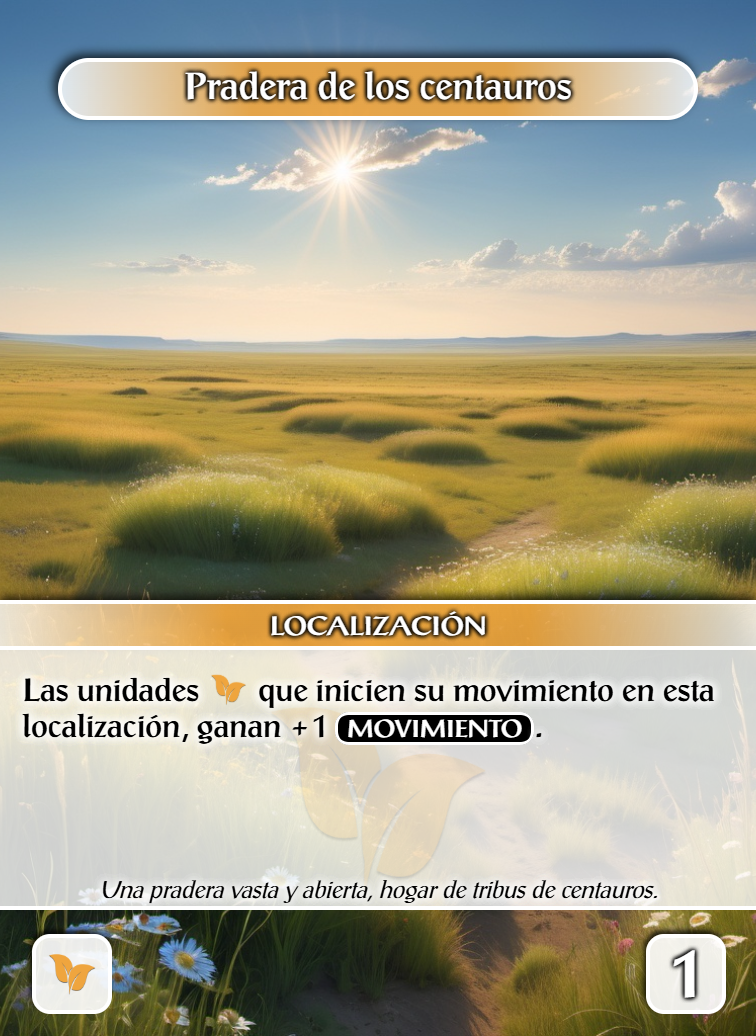 Pradera de los centauros
LOCALIZACIÓN
Las unidades que inicien su movimiento en esta
localización, ganan +1 MOVIMIENTO.
Una pradera vasta y abierta, hogar de tribus de centauros.
1